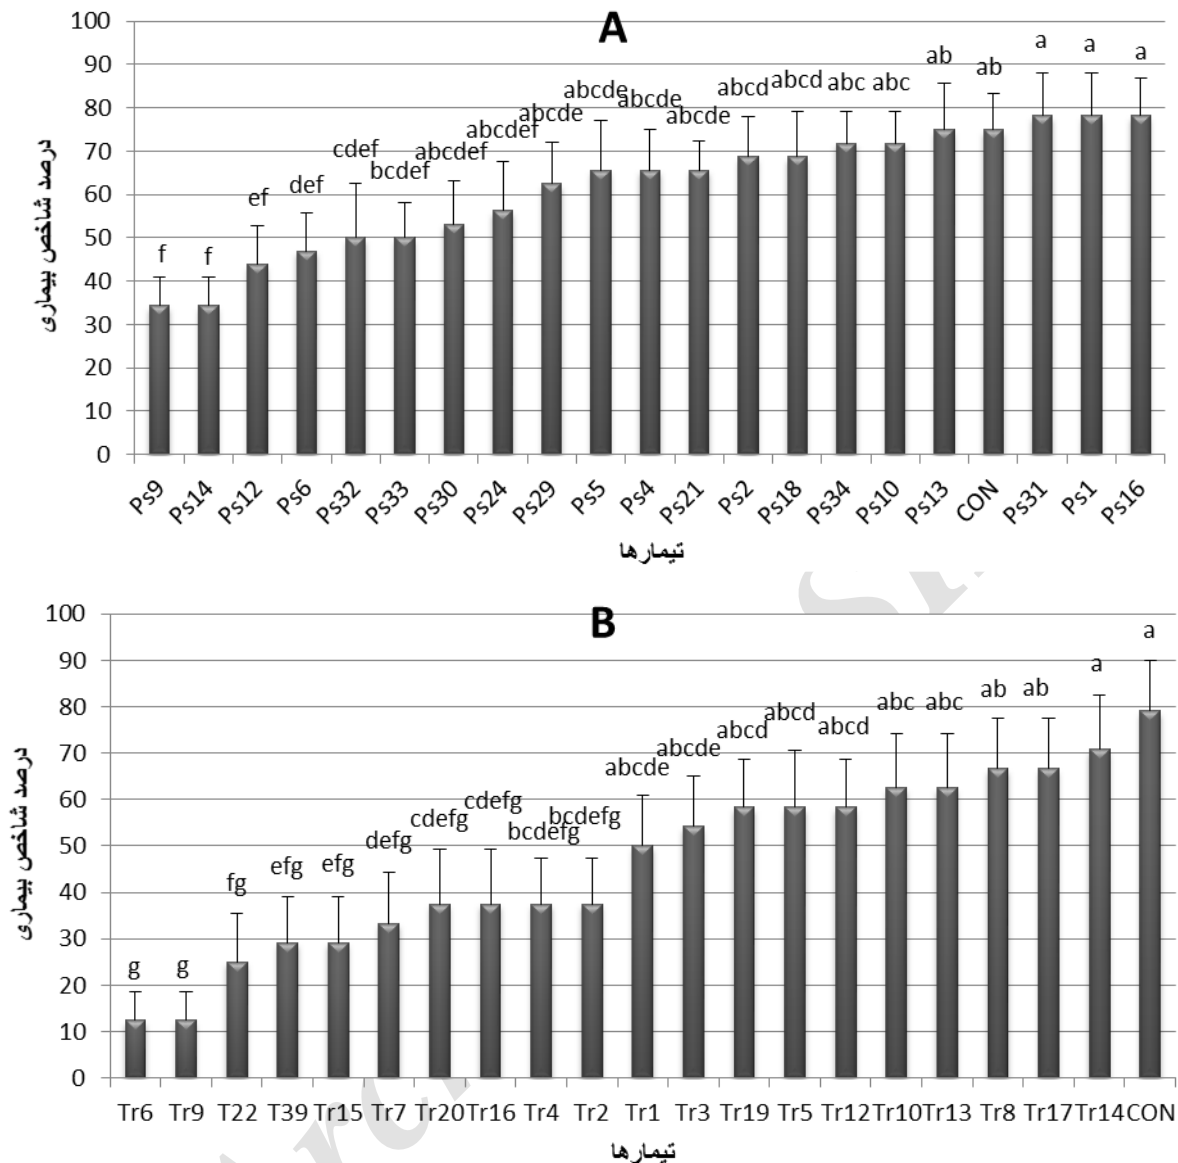 A
100
90
80
70
60
50
40
30
20
10
0
درصد شاخص بیماری
f f ef def cdef bcdef abcdef abcdef abcde abcde abcde abcde abcd abcd abc abc ab ab a a a
Ps9 Ps14 Ps12 Ps6 Ps32 Ps33 Ps30 Ps24 Ps29 Ps5 Ps4 Ps21 Ps2 Ps18 Ps34 Ps10 Ps13 CON Ps31 Ps1 Ps16
تیمارها
B
100
90
80
70
60
50
40
30
20
10
0
درصد شاخص بیماری
g g fg efg efg defg cdefg cdefg bcdefg bcdefg abcde abcde abcd abcd abcd abc abc ab ab a a
Tr6 Tr9 T22 T39 Tr15 Tr7 Tr20 Tr16 Tr4 Tr2 Tr1 Tr3 Tr19 Tr5 Tr12 Tr10 Tr13 Tr8 Tr17 Tr14 CON
تیمارها